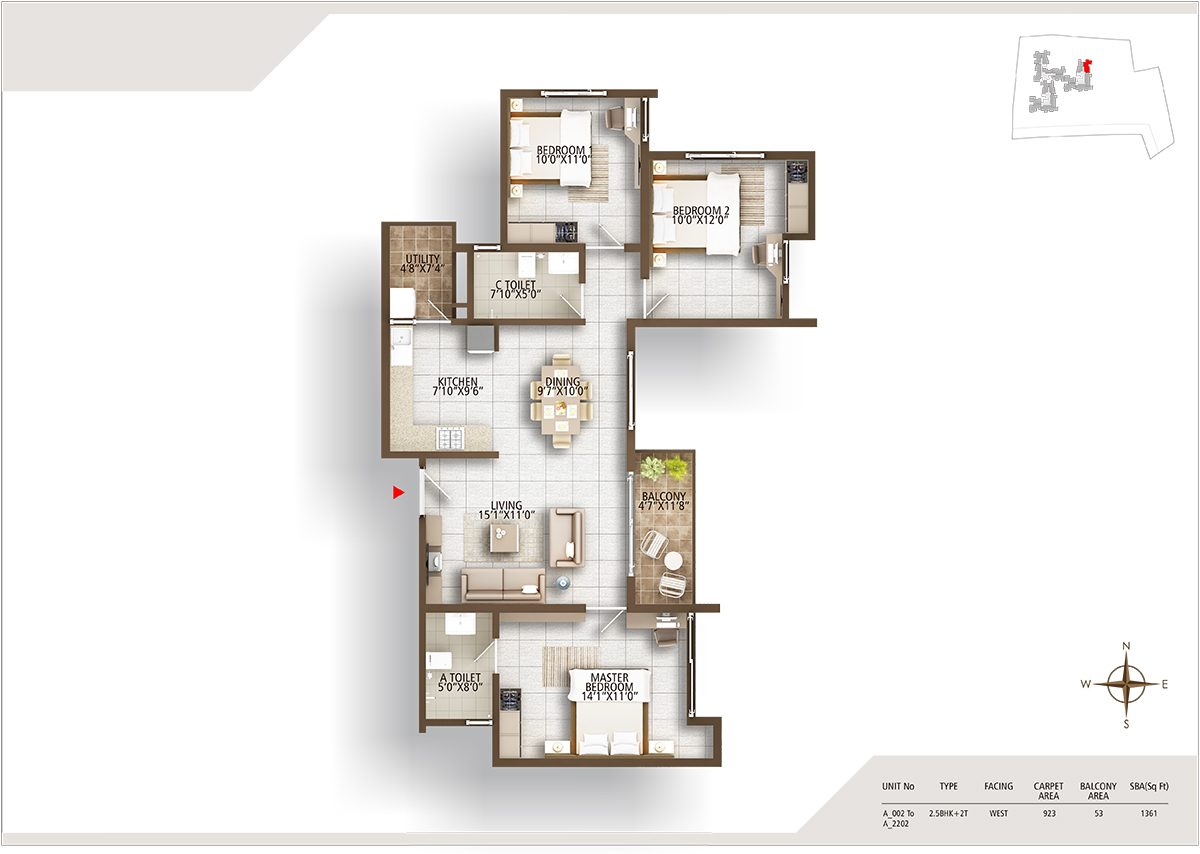 BEDROOM 1
10'0"X11'0"
BEDROOM 2
10'0"X12'0"
UTILITY
4'8"X7'4"
C TOILET
7'10"X5'0"
KITCHEN
7'10"X9'6"
DINING
9'7"X10'0"
LIVING
15'1"X11'0"
BALCONY
4'7"X11'8"
A TOILET
5'0"X8'0"
MASTER
BEDROOM
14'1"X11'0"
N
W E
S
UNIT No TYPE FACING CARPET AREA BALCONY AREA SBA(Sq Ft)
A_002 To A_2202 2.5BHK+2T WEST 923 53 1361